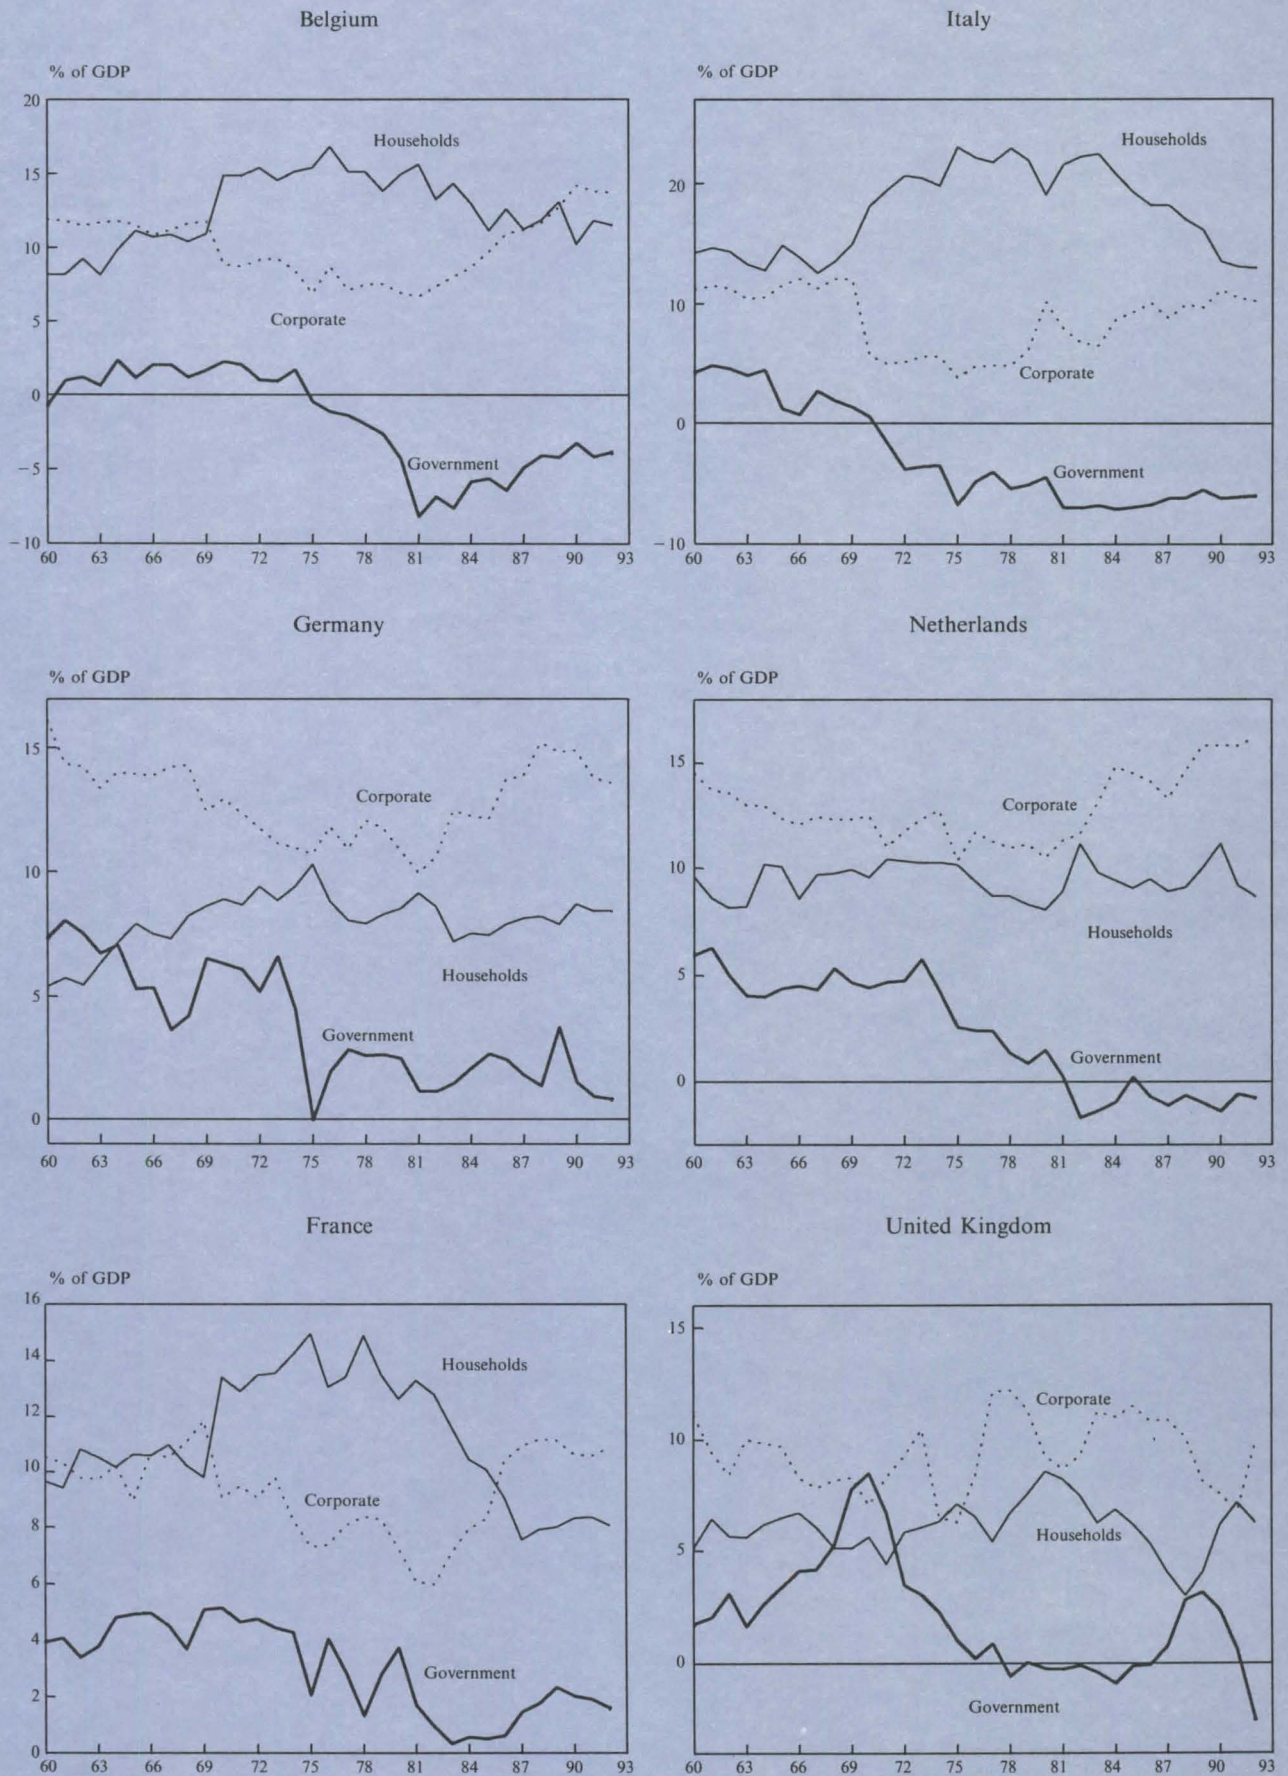 Belgium
% of GDP
20
15
10
5
0
−5
−10
Households
Corporate
Government
60 63 66 69 72 75 78 81 84 87 90 93
Italy
% of GDP
20
10
0
−10
Households
Corporate
Government
60 63 66 69 72 75 78 81 84 87 90 93
Germany
% of GDP
15
10
5
0
Corporate
Households
Government
60 63 66 69 72 75 78 81 84 87 90 93
Netherlands
% of GDP
15
10
5
0
Corporate
Households
Government
60 63 66 69 72 75 78 81 84 87 90 93
France
% of GDP
16
14
12
10
8
6
4
2
0
Households
Corporate
Government
60 63 66 69 72 75 78 81 84 87 90 93
United Kingdom
% of GDP
15
10
5
0
Corporate
Households
Government
60 63 66 69 72 75 78 81 84 87 90 93